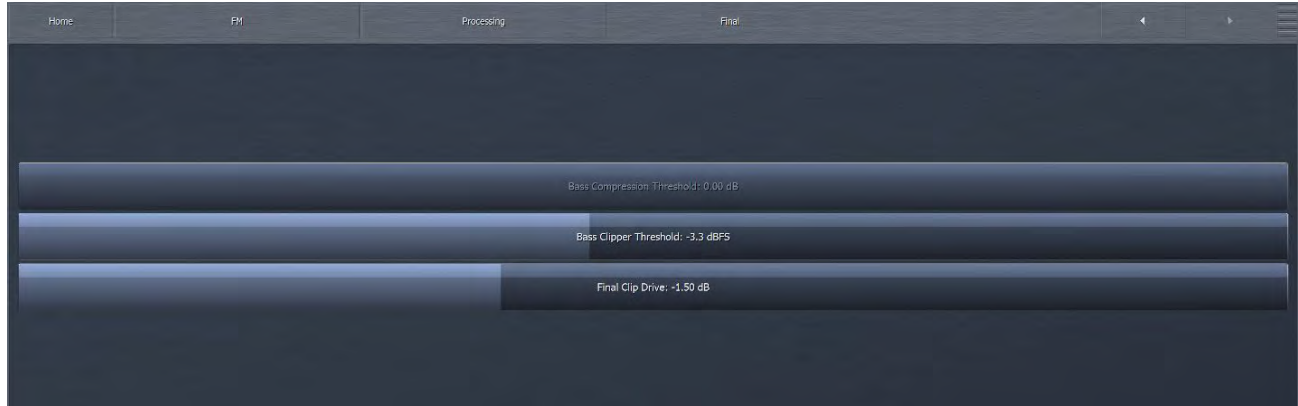 Home FM Processing Final
Bass Compression Threshold: 0.00 dB
Bass Clipper Threshold: -3.3 dBFS
Final Clip Drive: -1.50 dB